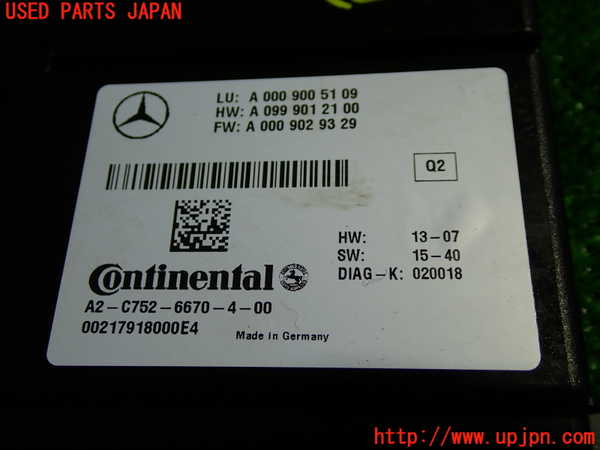 USED PARTS JAPAN
LU: A 000 900 51 09
HW: A 099 901 21 00
FW: A 000 902 93 29
Q2
HW: 13-07
SW: 15-40
DIAG-K: 020018
Continental
A2-C752-6670-4-00
00217918000E4
Made in Germany
http://www.upjpn.com/